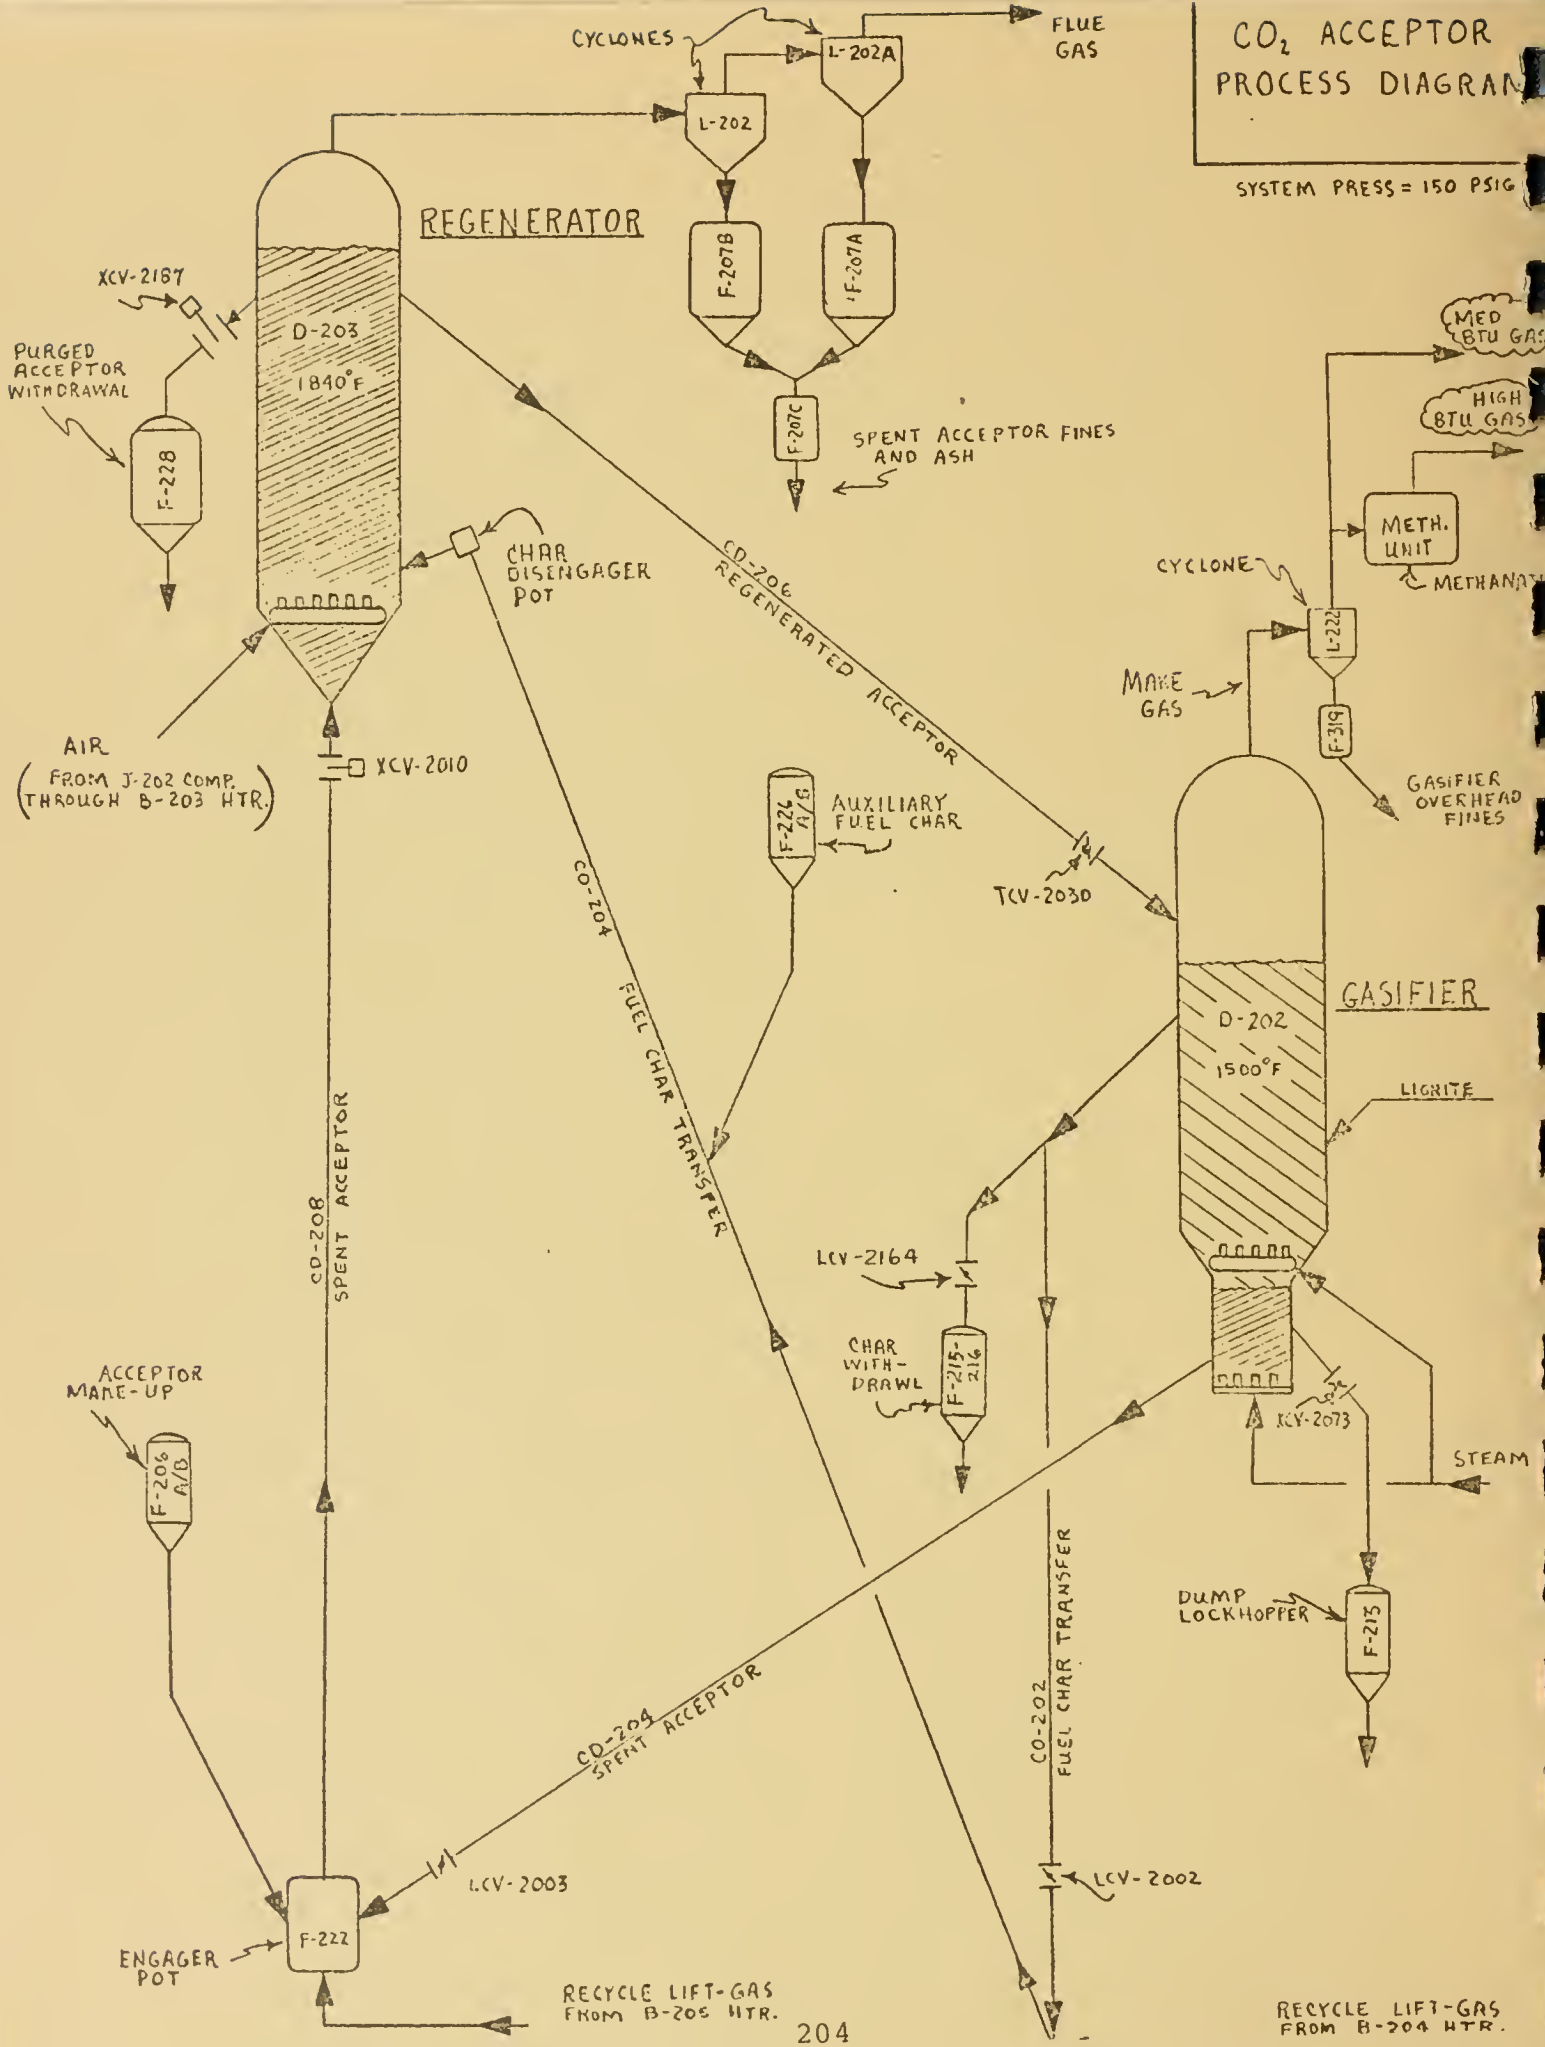 CO₂ ACCEPTOR
PROCESS DIAGRAM
SYSTEM PRESS = 150 PSIG
CYCLONES
L-202A
FLUE
GAS
L-202
REGENERATOR
F-207B
F-207A
XCV-2187
D-203
1840°F
PURGED
ACCEPTOR
WITHDRAWAL
F-228
F-207C
SPENT ACCEPTOR FINES
AND ASH
MED
BTU GAS
HIGH
BTU GAS
METH.
UNIT
CHAR
DISENGAGER
POT
CD-206
REGENERATED ACCEPTOR
CYCLONE
L-222
MAKE
GAS
F-319
GASIFIER
OVERHEAD
FINES
AIR
(FROM J-202 COMP.
THROUGH B-203 HTR.)
XCV-2010
F-226
A/B
AUXILIARY
FUEL CHAR
TCV-2030
CO-204
FUEL CHAR TRANSFER
GASIFIER
D-202
1500°F
LIGNITE
CD-208
SPENT ACCEPTOR
LCV-2164
CHAR
WITH-
DRAWL
F-215-
216
XCV-2073
STEAM
ACCEPTOR
MAKE-UP
F-206
A/B
CO-202
FUEL CHAR TRANSFER
DUMP
LOCKHOPPER
F-213
CD-204
SPENT ACCEPTOR
LCV-2003
LCV-2002
F-222
ENGAGER
POT
RECYCLE LIFT-GAS
FROM B-205 HTR.
204
RECYCLE LIFT-GAS
FROM B-204 HTR.